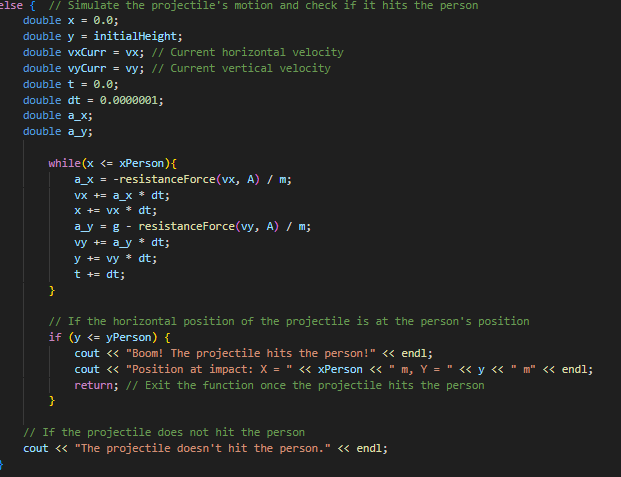 else {  // Simulate the projectile's motion and check if it hits the person
double x = 0.0;
double y = initialHeight;
double vxCurr = vx; // Current horizontal velocity
double vyCurr = vy; // Current vertical velocity
double t = 0.0;
double dt = 0.0000001;
double a_x;
double a_y;
while(x <= xPerson){
a_x = -resistanceForce(vx, A) / m;
vx += a_x * dt;
x += vx * dt;
a_y = g - resistanceForce(vy, A) / m;
vy += a_y * dt;
y += vy * dt;
t += dt;
}
// If the horizontal position of the projectile is at the person's position
if (y <= yPerson) {
cout << "Boom! The projectile hits the person!" << endl;
cout << "Position at impact: X = " << xPerson << " m, Y = " << y << " m" << endl;
return; // Exit the function once the projectile hits the person
}
// If the projectile does not hit the person
cout << "The projectile doesn't hit the person." << endl;
}